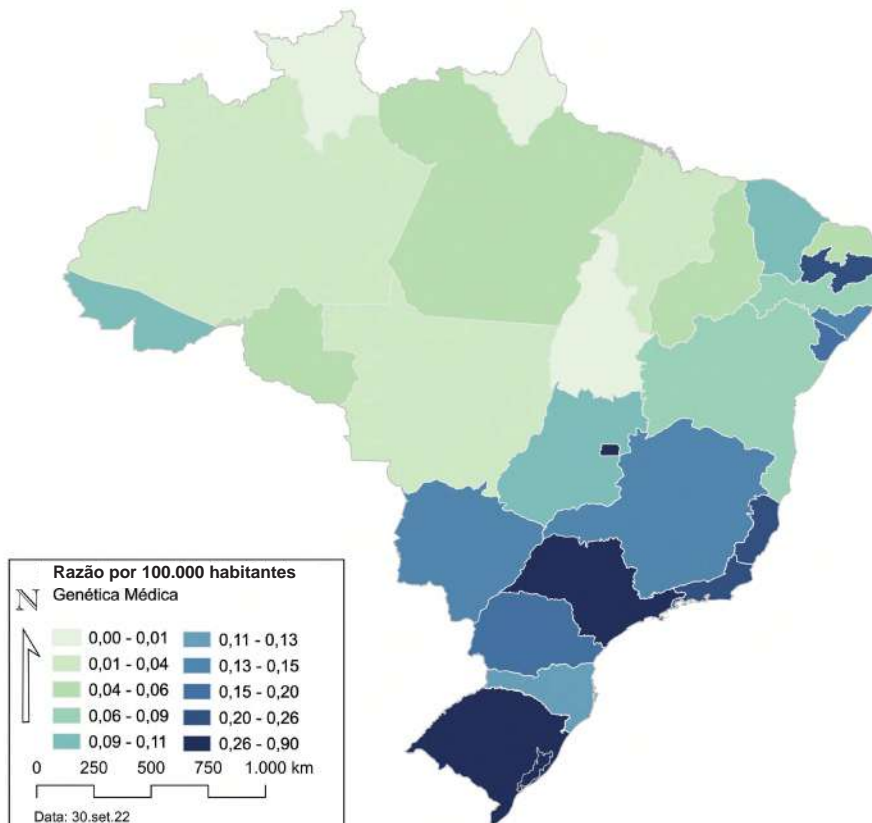 Razão por 100.000 habitantes
N Genética Médica
0,00 - 0,01
0,01 - 0,04
0,04 - 0,06
0,06 - 0,09
0,09 - 0,11
0,11 - 0,13
0,13 - 0,15
0,15 - 0,20
0,20 - 0,26
0,26 - 0,90
0 250 500 750 1.000 km
Data: 30.set.22